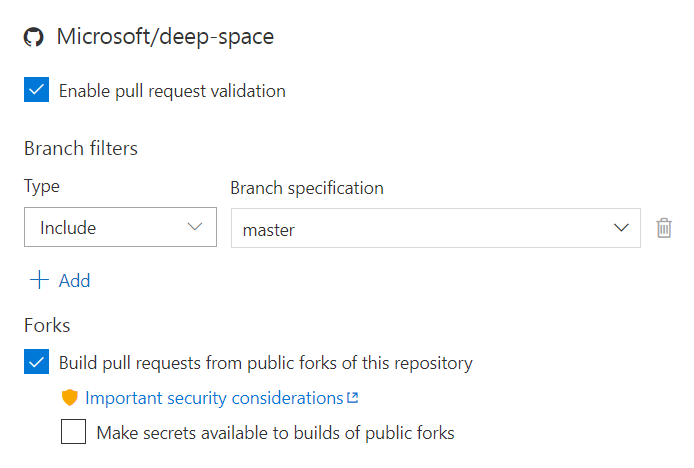 Microsoft/deep-space
Enable pull request validation
Branch filters
Type
Branch specification
Include
master
Add
Forks
Build pull requests from public forks of this repository
Important security considerations
Make secrets available to builds of public forks